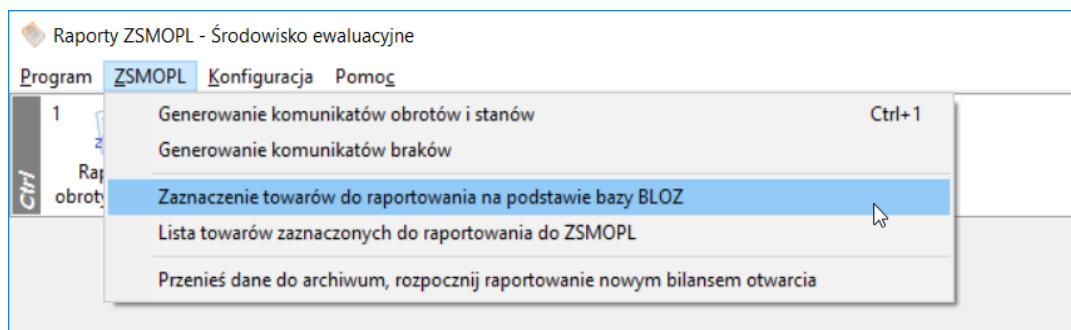 Raporty ZSMOPL - Środowisko ewaluacyjne
Program ZSMOPL Konfiguracja Pomoc
1
Generowanie komunikatów obrotów i stanów Ctrl+1
Generowanie komunikatów braków
Ctrl
Zaznaczenie towarów do raportowania na podstawie bazy BLOZ
Lista towarów zaznaczonych do raportowania do ZSMOPL
Przenieś dane do archiwum, rozpocznij raportowanie nowym bilansem otwarcia